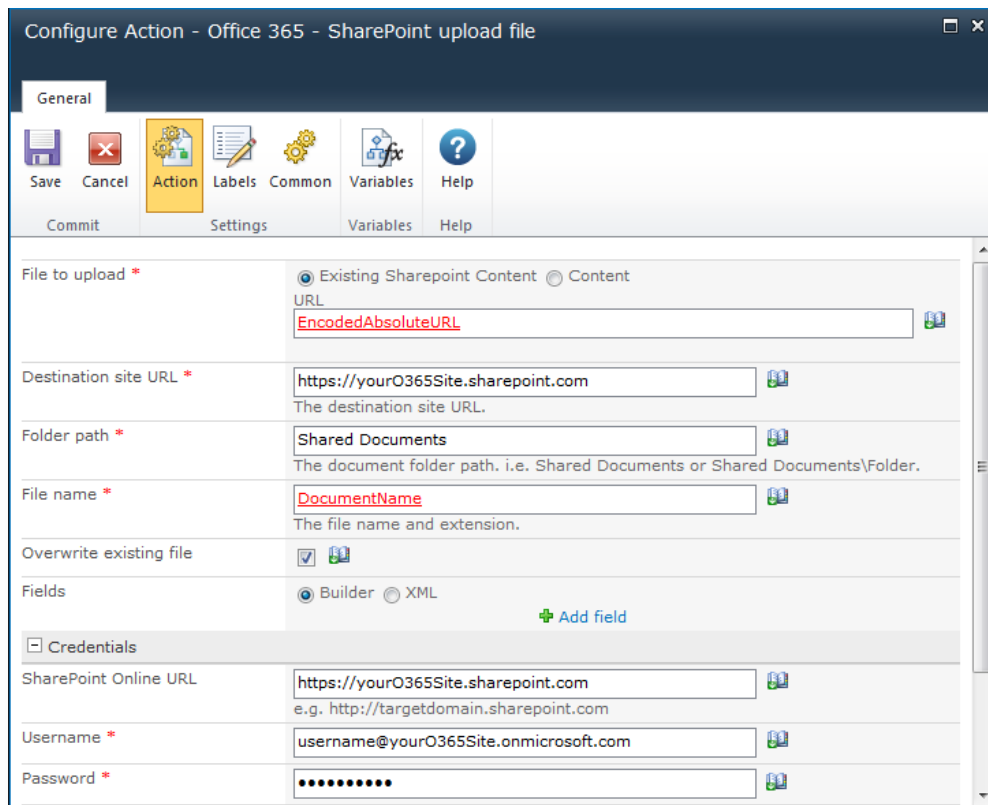 Configure Action - Office 365 - SharePoint upload file
General
Save Cancel Action Labels Common Variables Help
Commit Settings Variables Help
File to upload * Existing Sharepoint Content Content
URL
EncodedAbsoluteURL
Destination site URL * https://yourO365Site.sharepoint.com
The destination site URL.
Folder path * Shared Documents
The document folder path. i.e. Shared Documents or Shared Documents\Folder.
File name * DocumentName
The file name and extension.
Overwrite existing file
Fields Builder XML
Add field
Credentials
SharePoint Online URL https://yourO365Site.sharepoint.com
e.g. http://targetdomain.sharepoint.com
Username * username@yourO365Site.onmicrosoft.com
Password * ••••••••••